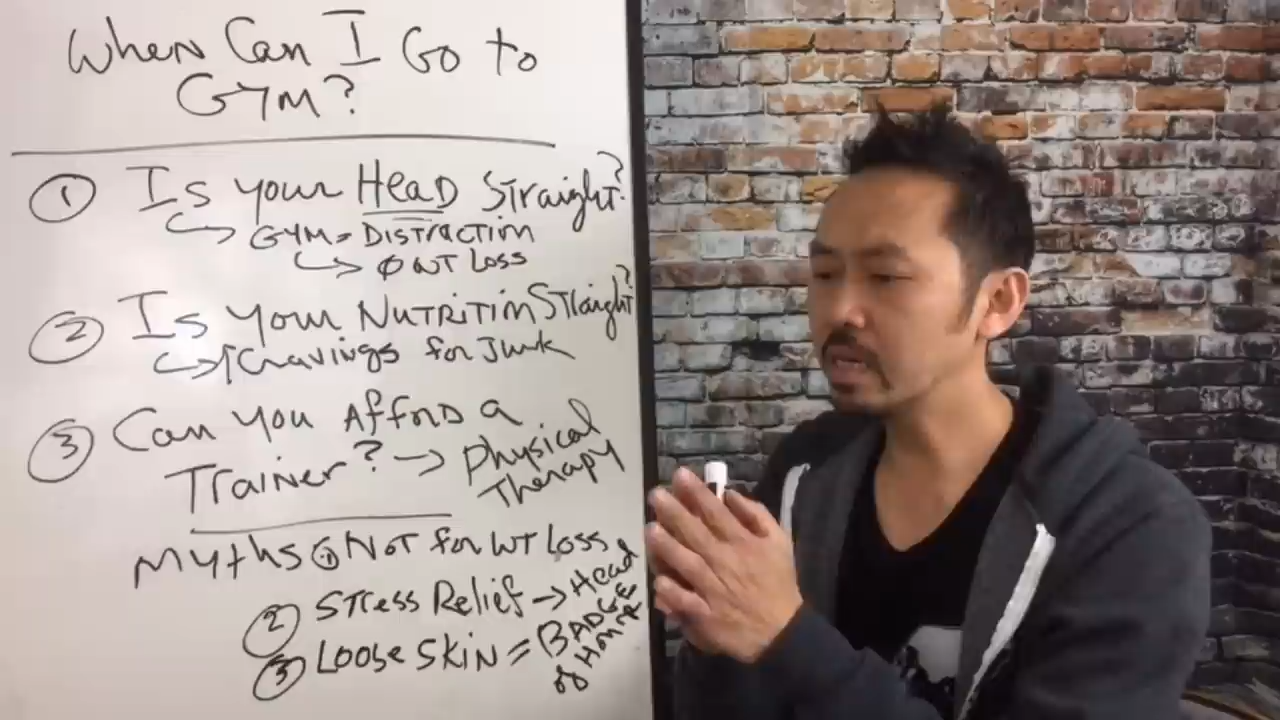 When Can I Go to
GYM?
① Is your Head Straight?
↳ GYM = Distraction
↳ Ø WT Loss
② Is your Nutrition Straight?
↳ ↑Cravings for Junk
③ Can you Afford a
Trainer? → Physical
Therapy
Myths ① Not for WT Loss
② Stress Relief → Head
③ Loose Skin = BADGE
of Honor